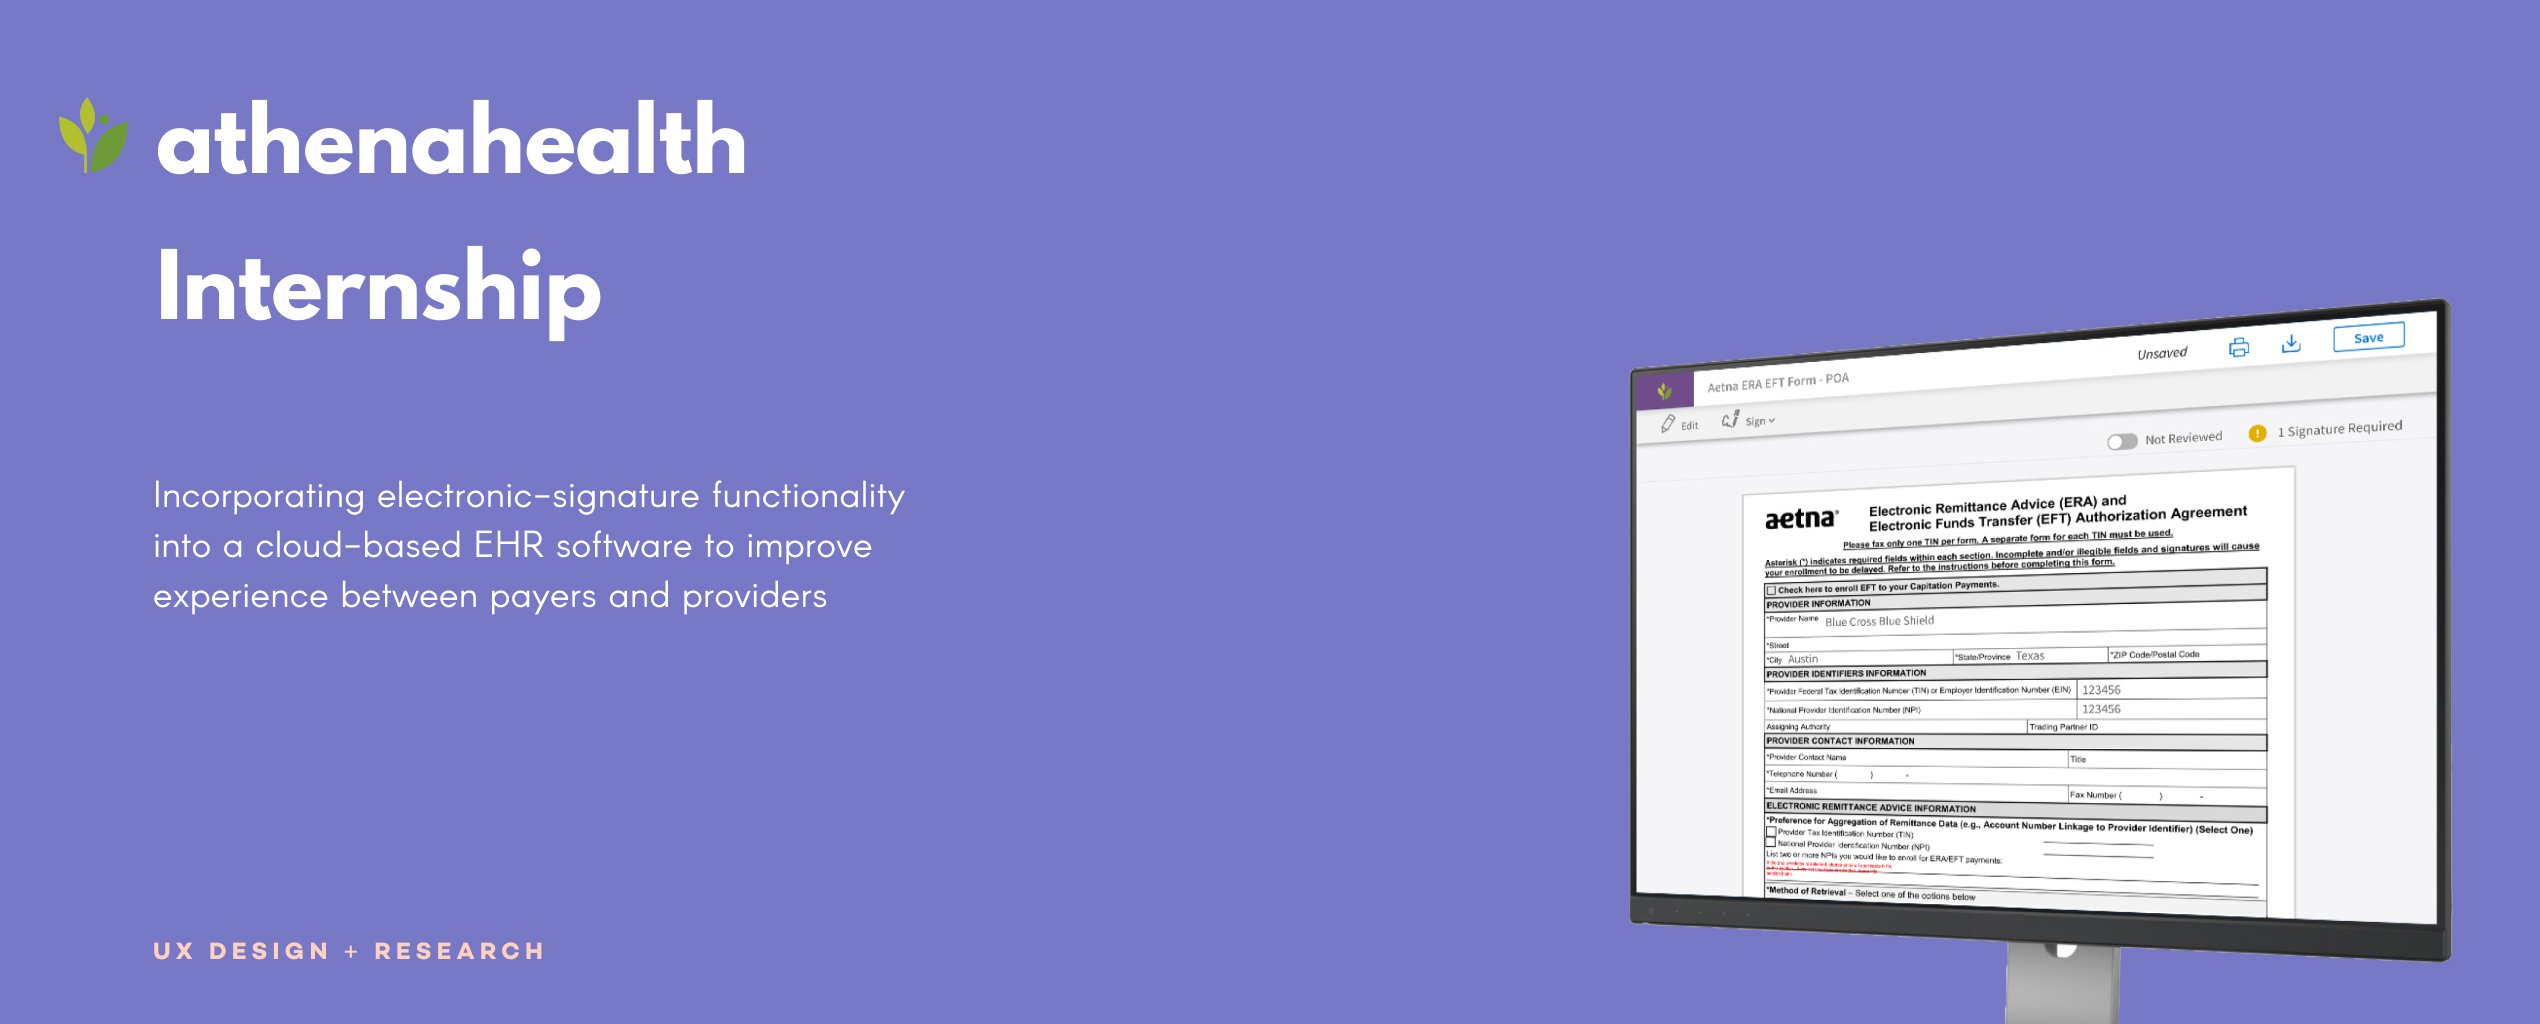 athenahealth
Internship
Incorporating electronic-signature functionality
into a cloud-based EHR software to improve
experience between payers and providers
UX DESIGN + RESEARCH
Unsaved
Save
Aetna ERA EFT Form - POA
Edit
Sign
Not Reviewed
! 1 Signature Required
aetna®
Electronic Remittance Advice (ERA) and
Electronic Funds Transfer (EFT) Authorization Agreement
Please fax only one TIN per form. A separate form for each TIN must be used.
Asterisk (*) indicates required fields within each section. Incomplete and/or illegible fields and signatures will cause
your enrollment to be delayed. Refer to the instructions before completing this form.
Check here to enroll EFT to your Capitation Payments.
PROVIDER INFORMATION
*Provider Name Blue Cross Blue Shield
*Street
*City Austin *State/Province Texas *ZIP Code/Postal Code
PROVIDER IDENTIFIERS INFORMATION
*Provider Federal Tax Identification Number (TIN) or Employer Identification Number (EIN) 123456
*National Provider Identification Number (NPI) 123456
Assigning Authority Trading Partner ID
PROVIDER CONTACT INFORMATION
*Provider Contact Name Title
*Telephone Number ( ) -
*Email Address Fax Number ( ) -
ELECTRONIC REMITTANCE ADVICE INFORMATION
*Preference for Aggregation of Remittance Data (e.g., Account Number Linkage to Provider Identifier) (Select One)
Provider Tax Identification Number (TIN)
National Provider Identification Number (NPI)
List two or more NPIs you would like to enroll for ERA/EFT payments:
*Method of Retrieval – Select one of the options below